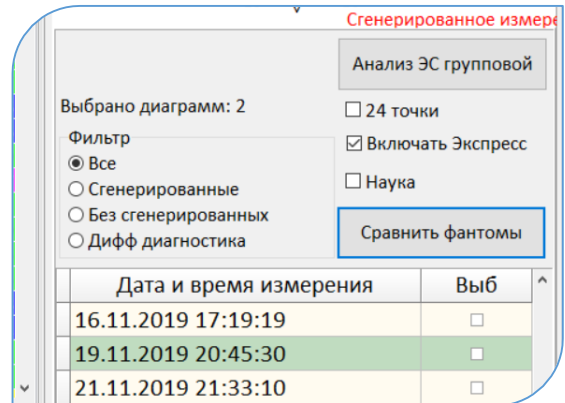 Сгенерированное измере
Анализ ЭС групповой
Выбрано диаграмм: 2
24 точки
Фильтр
Включать Экспресс
Все
Наука
Сгенерированные
Без сгенерированных
Сравнить фантомы
Дифф диагностика
Дата и время измерения Выб
16.11.2019 17:19:19
19.11.2019 20:45:30
21.11.2019 21:33:10